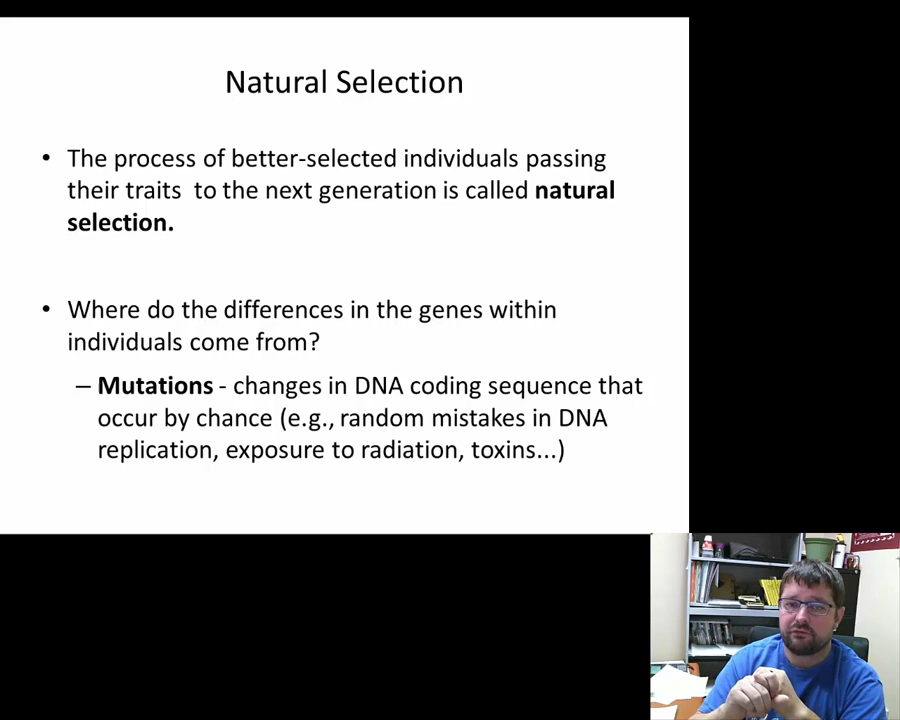 Natural Selection
• The process of better-selected individuals passing
their traits to the next generation is called natural
selection.
• Where do the differences in the genes within
individuals come from?
– Mutations - changes in DNA coding sequence that
occur by chance (e.g., random mistakes in DNA
replication, exposure to radiation, toxins...)